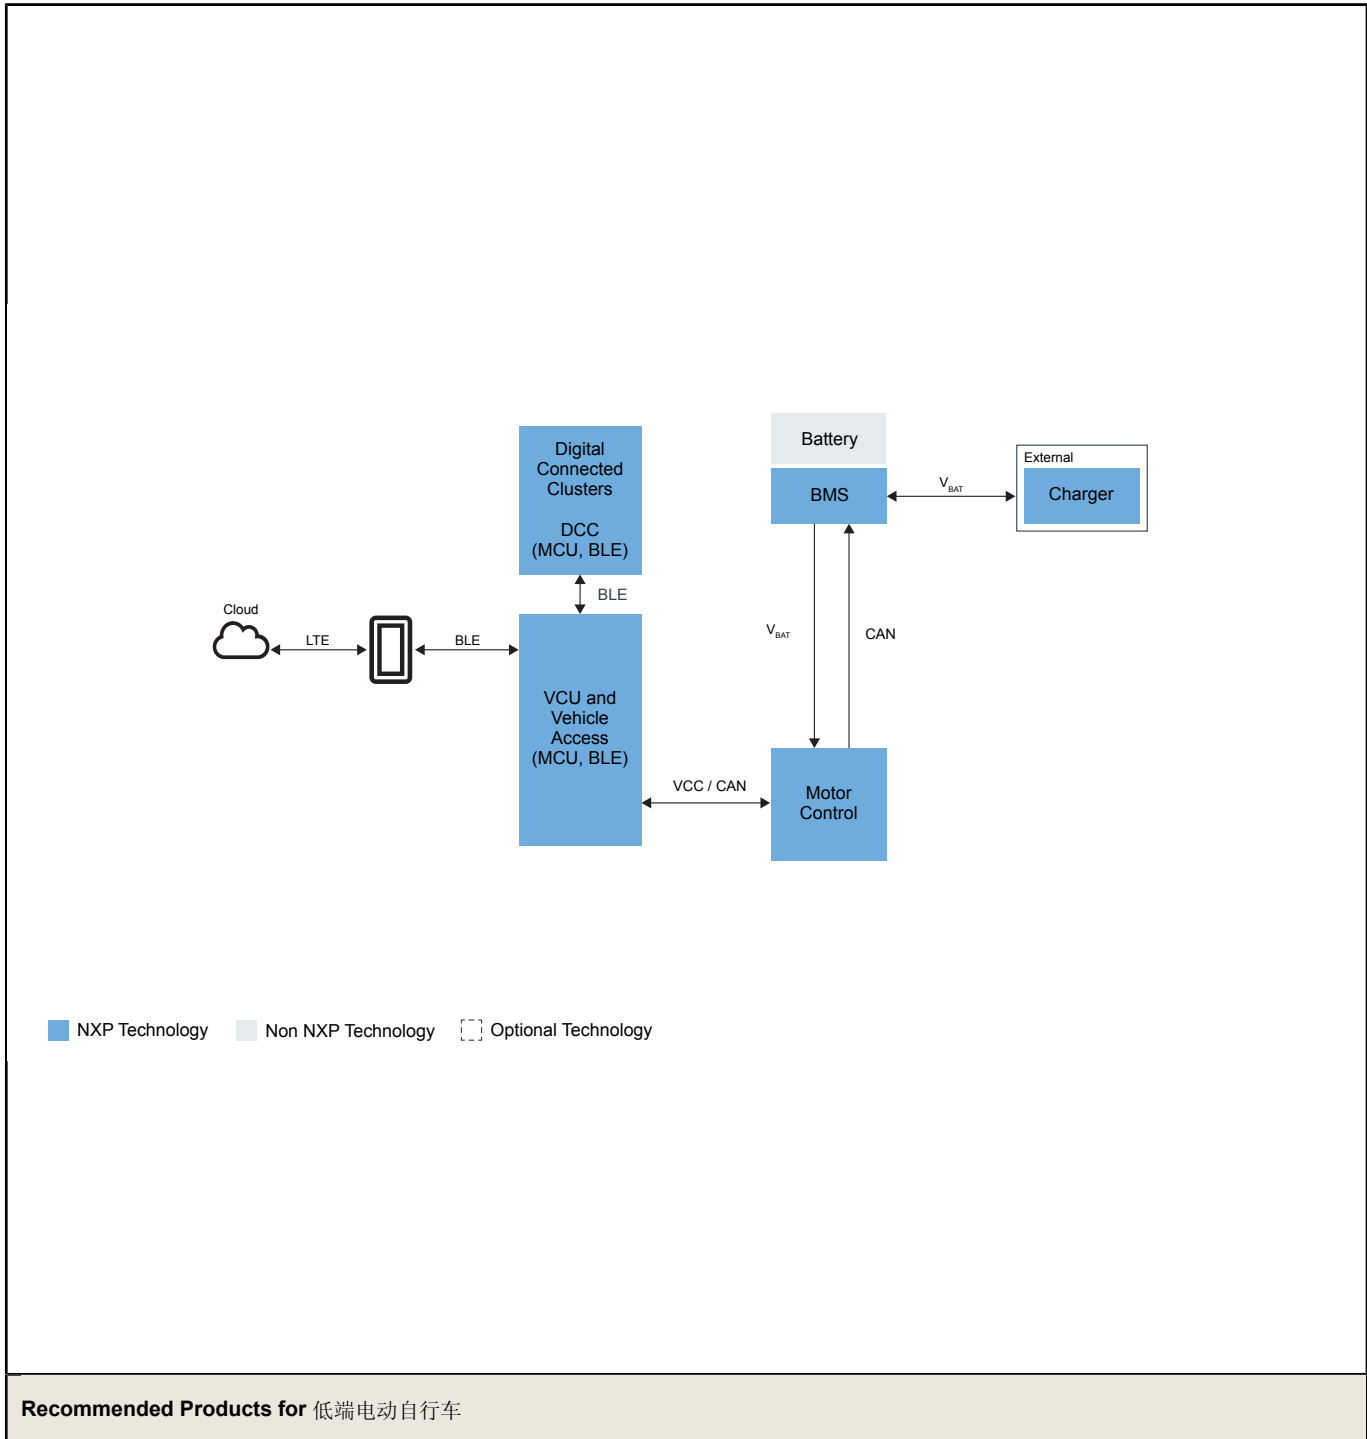 Digital
Connected
Clusters
DCC
(MCU, BLE)
Battery
BMS
External
Charger
V_BAT
BLE
Cloud
LTE
BLE
V_BAT
CAN
VCU and
Vehicle
Access
(MCU, BLE)
VCC / CAN
Motor
Control
NXP Technology
Non NXP Technology
Optional Technology
Recommended Products for 低端电动自行车